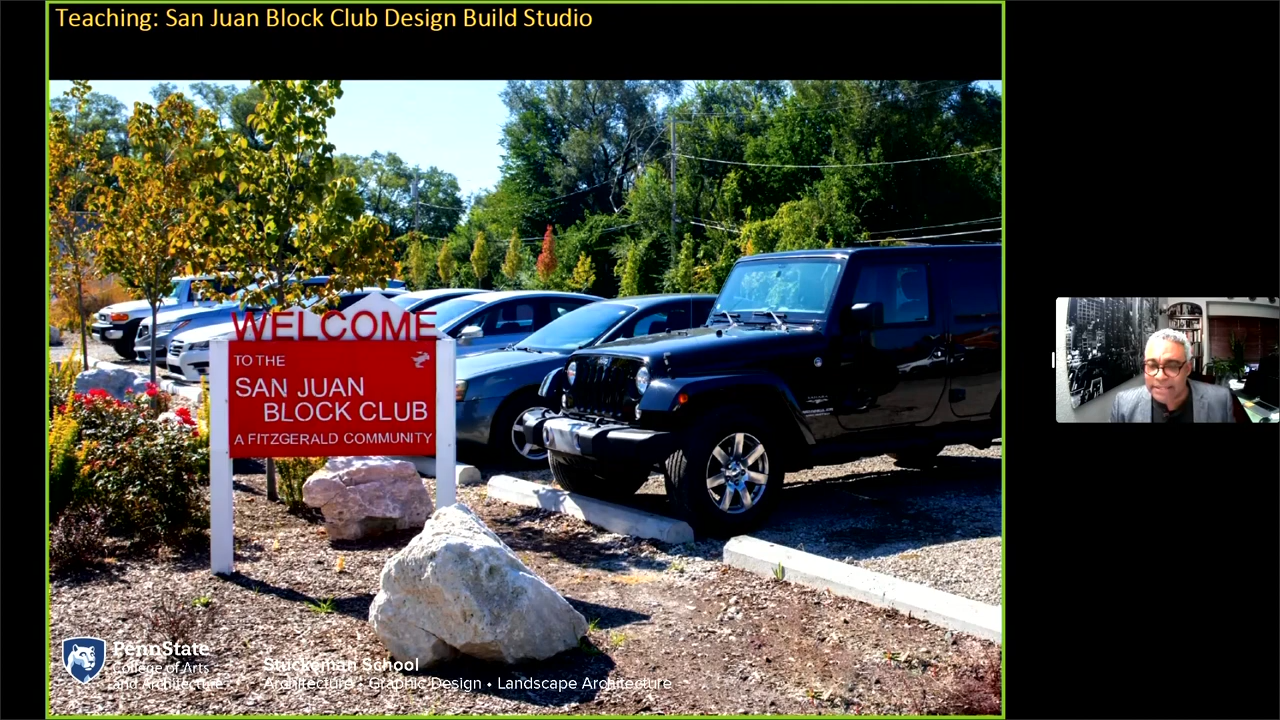 Teaching: San Juan Block Club Design Build Studio
WELCOME
TO THE
SAN JUAN
BLOCK CLUB
A FITZGERALD COMMUNITY
PennState
College of Arts
and Architecture
Stuckeman School
Architecture • Graphic Design • Landscape Architecture